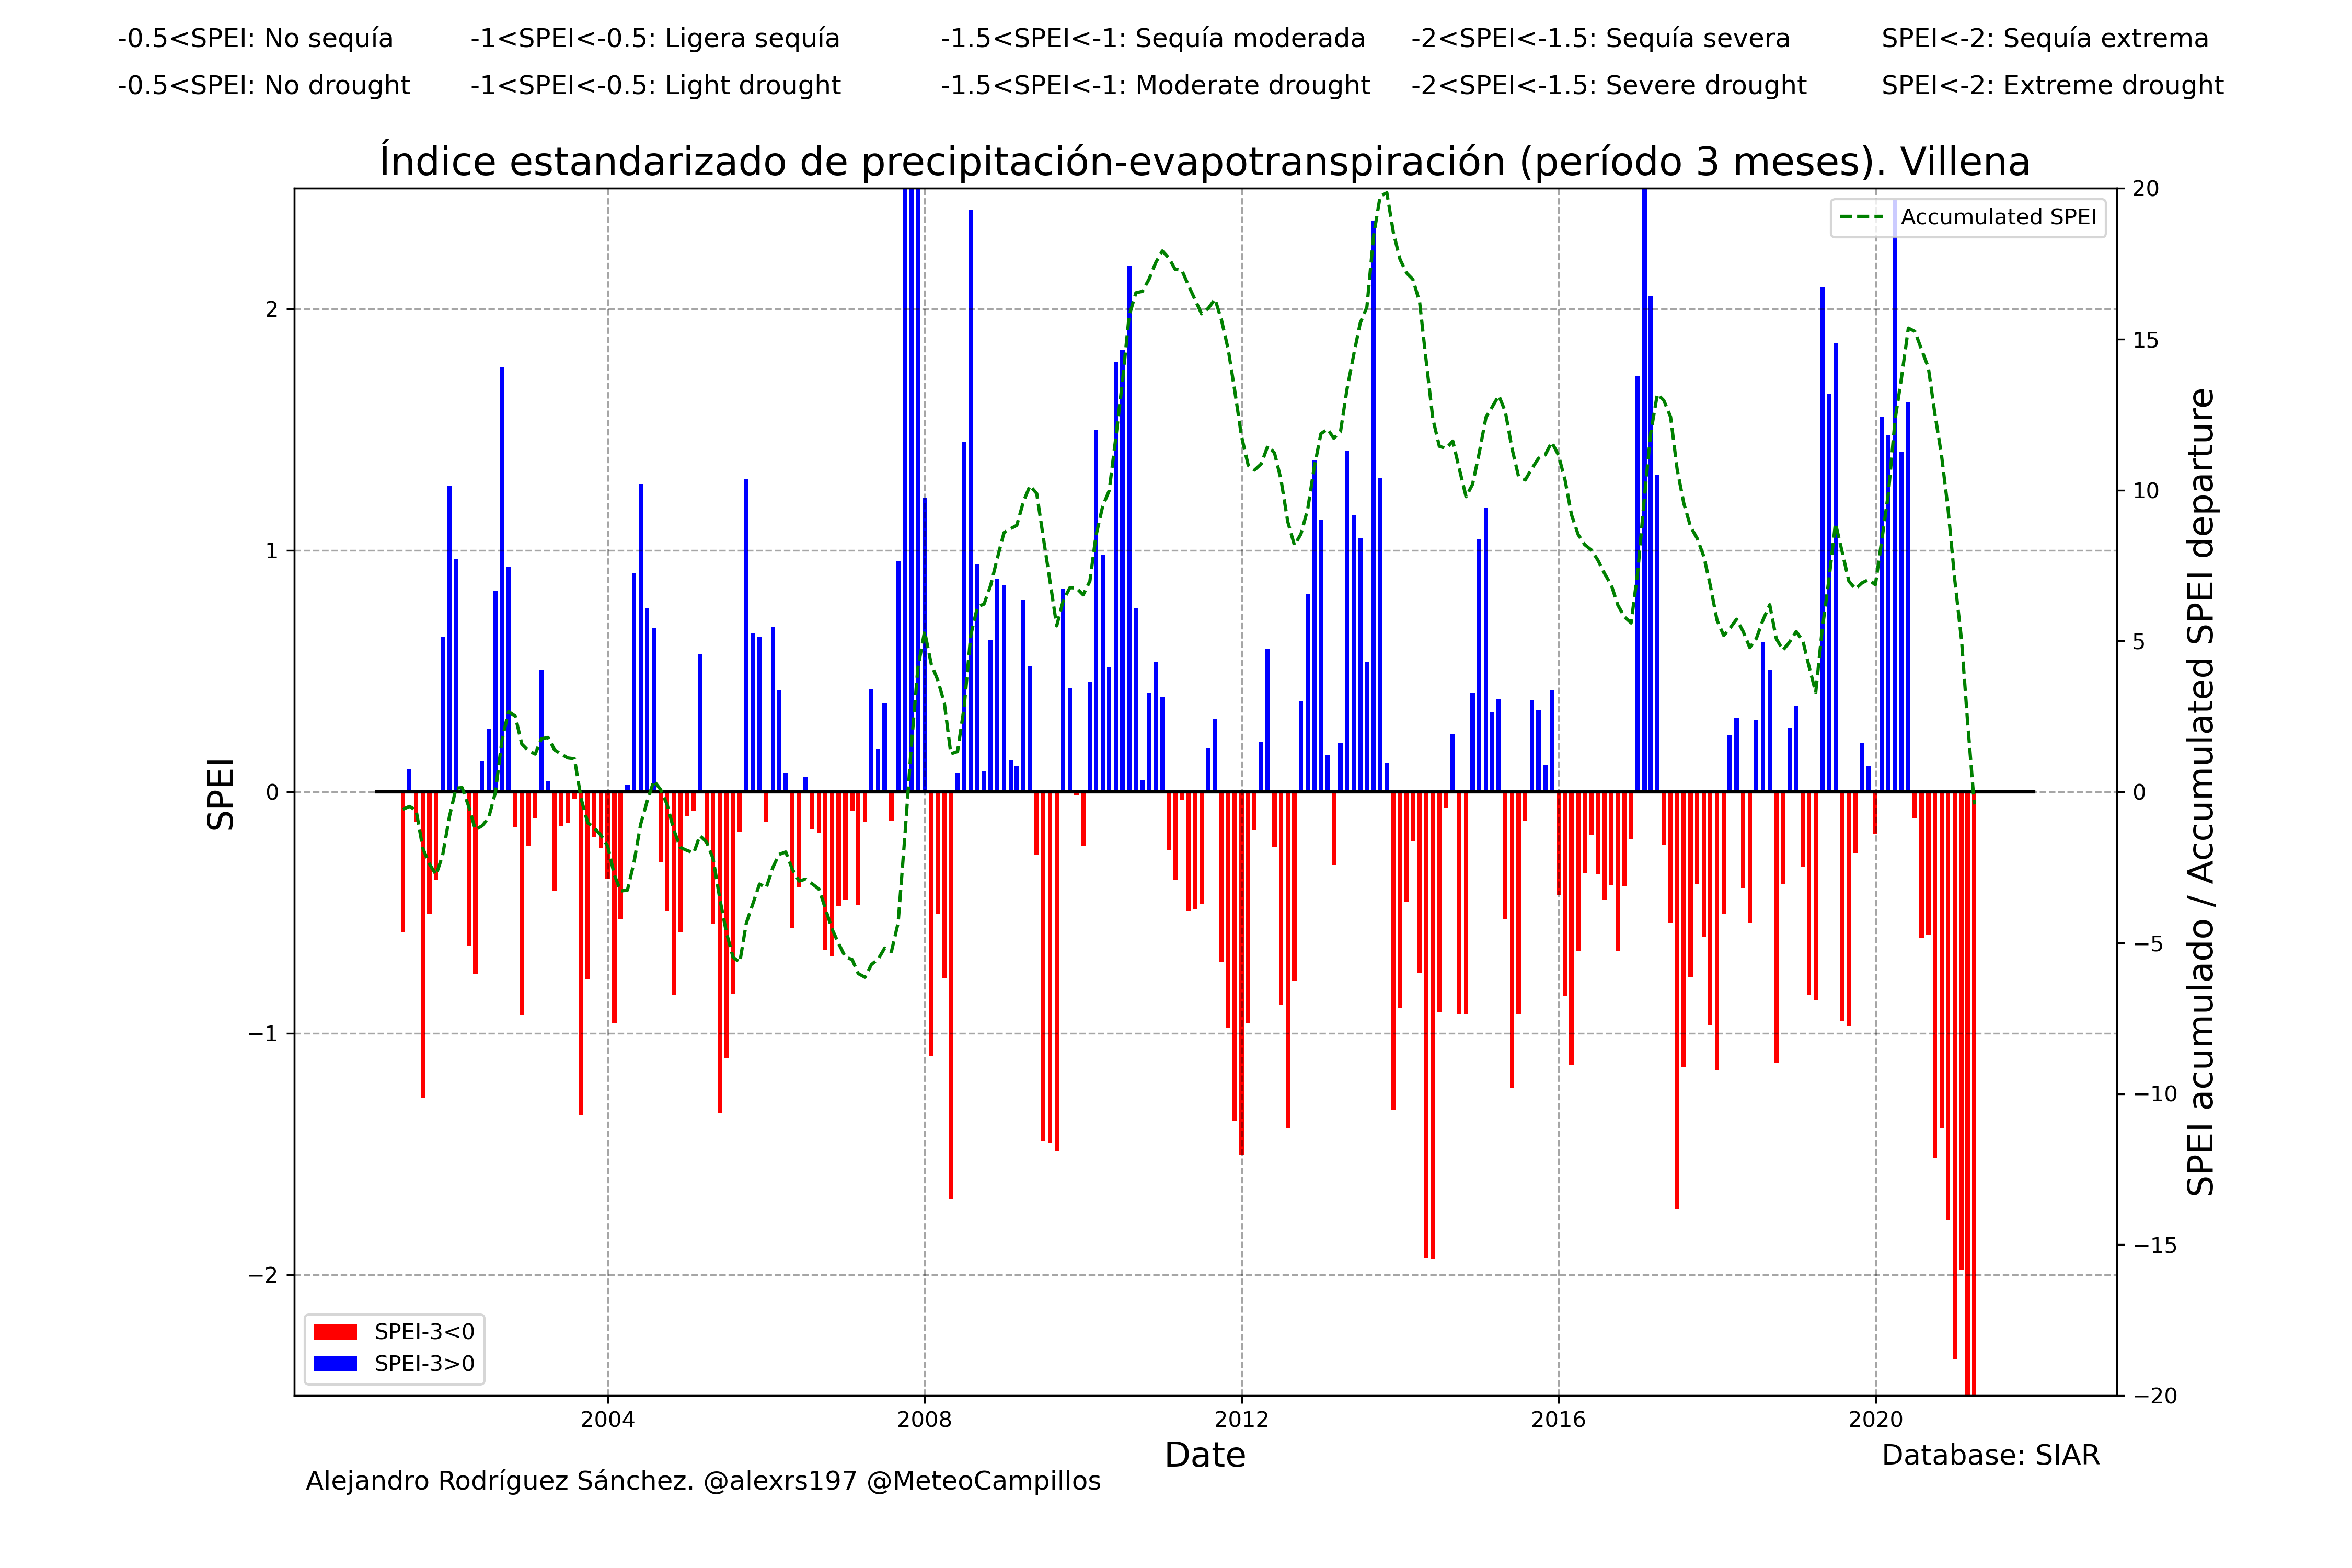 -0.5<SPEI: No sequía -1<SPEI<-0.5: Ligera sequía -1.5<SPEI<-1: Sequía moderada -2<SPEI<-1.5: Sequía severa SPEI<-2: Sequía extrema
-0.5<SPEI: No drought -1<SPEI<-0.5: Light drought -1.5<SPEI<-1: Moderate drought -2<SPEI<-1.5: Severe drought SPEI<-2: Extreme drought
Índice estandarizado de precipitación-evapotranspiración (período 3 meses). Villena
Accumulated SPEI
SPEI
2
1
0
−1
−2
20
15
10
5
0
−5
−10
−15
−20
SPEI acumulado / Accumulated SPEI departure
SPEI-3<0
SPEI-3>0
2004 2008 2012 2016 2020
Date
Database: SIAR
Alejandro Rodríguez Sánchez. @alexrs197 @MeteoCampillos